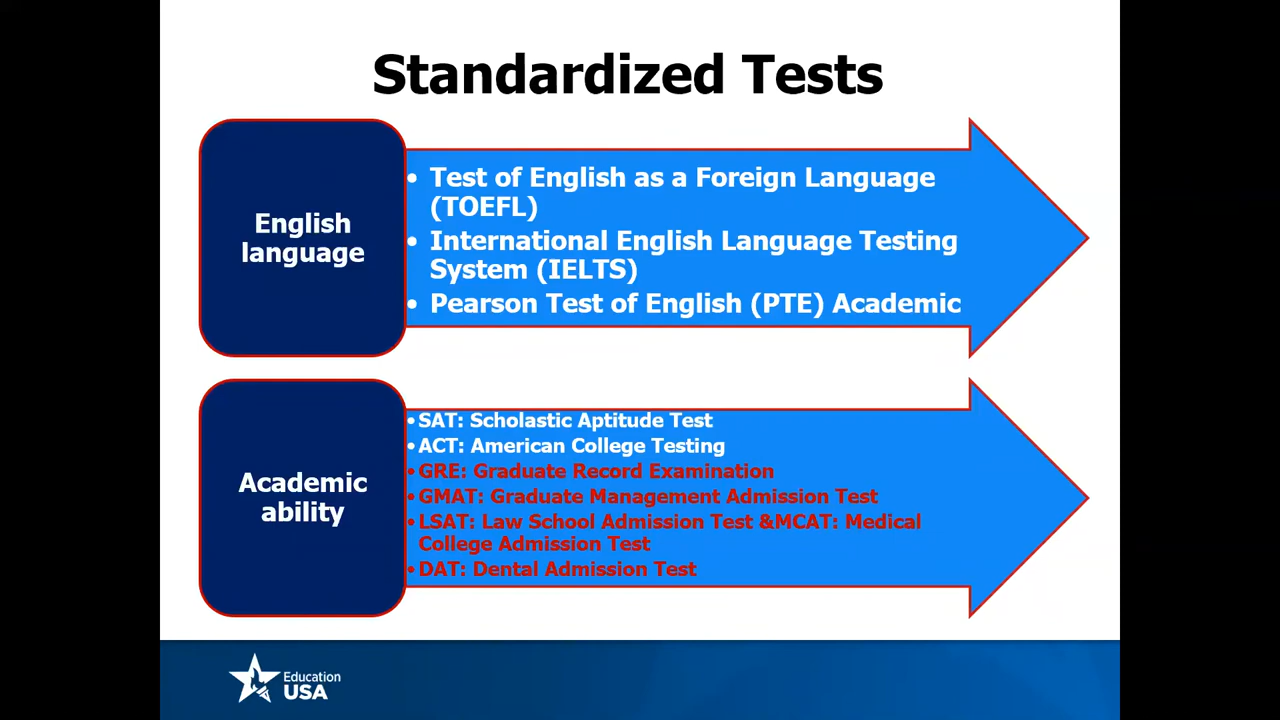 Standardized Tests
English
language
• Test of English as a Foreign Language
(TOEFL)
• International English Language Testing
System (IELTS)
• Pearson Test of English (PTE) Academic
Academic
ability
• SAT: Scholastic Aptitude Test
• ACT: American College Testing
• GRE: Graduate Record Examination
• GMAT: Graduate Management Admission Test
• LSAT: Law School Admission Test &MCAT: Medical
College Admission Test
• DAT: Dental Admission Test
Education
USA